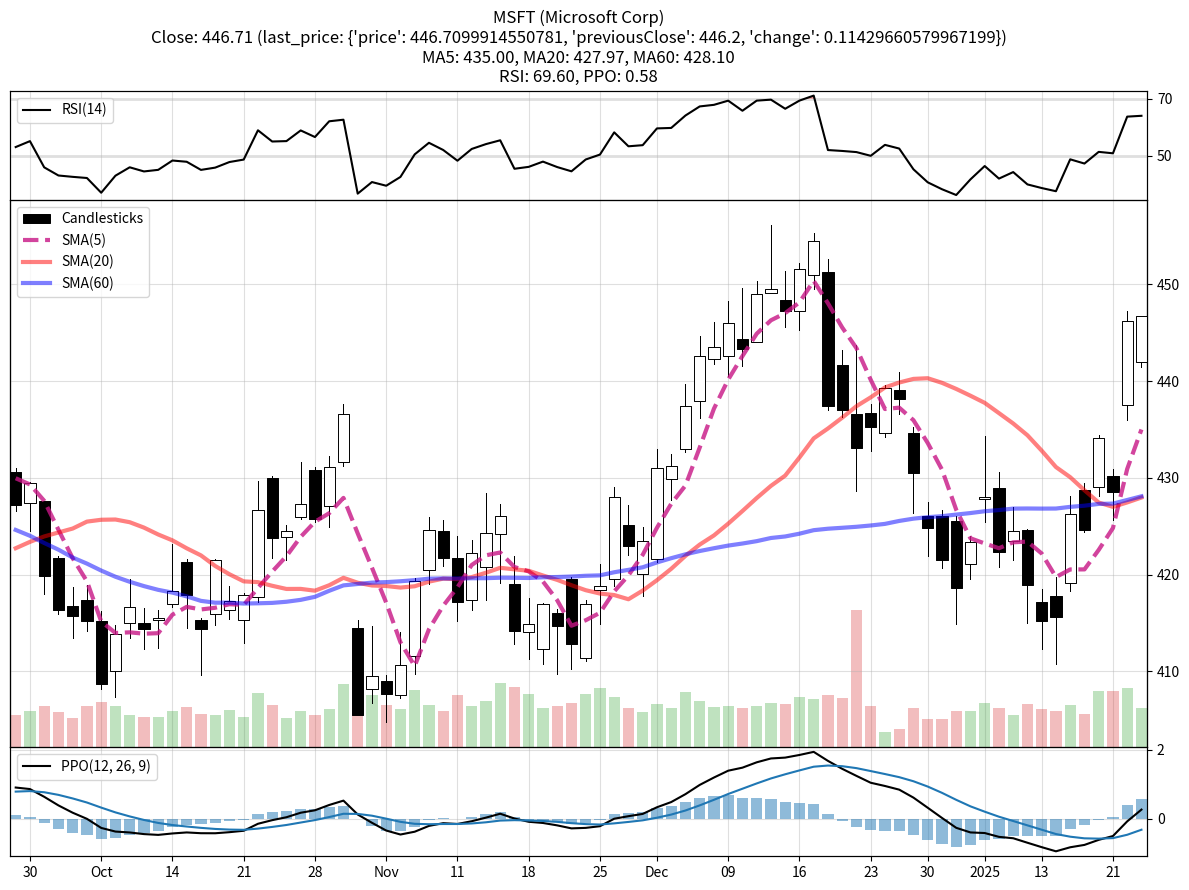 MSFT (Microsoft Corp)
Close: 446.71 (last_price: {'price': 446.7099914550781, 'previousClose': 446.2, 'change': 0.11429660579967199})
MA5: 435.00, MA20: 427.97, MA60: 428.10
RSI: 69.60, PPO: 0.58
RSI(14)
70
50
Candlesticks
SMA(5)
SMA(20)
SMA(60)
450
440
430
420
410
PPO(12, 26, 9)
2
0
30 Oct 14 21 28 Nov 11 18 25 Dec 09 16 23 30 2025 13 21